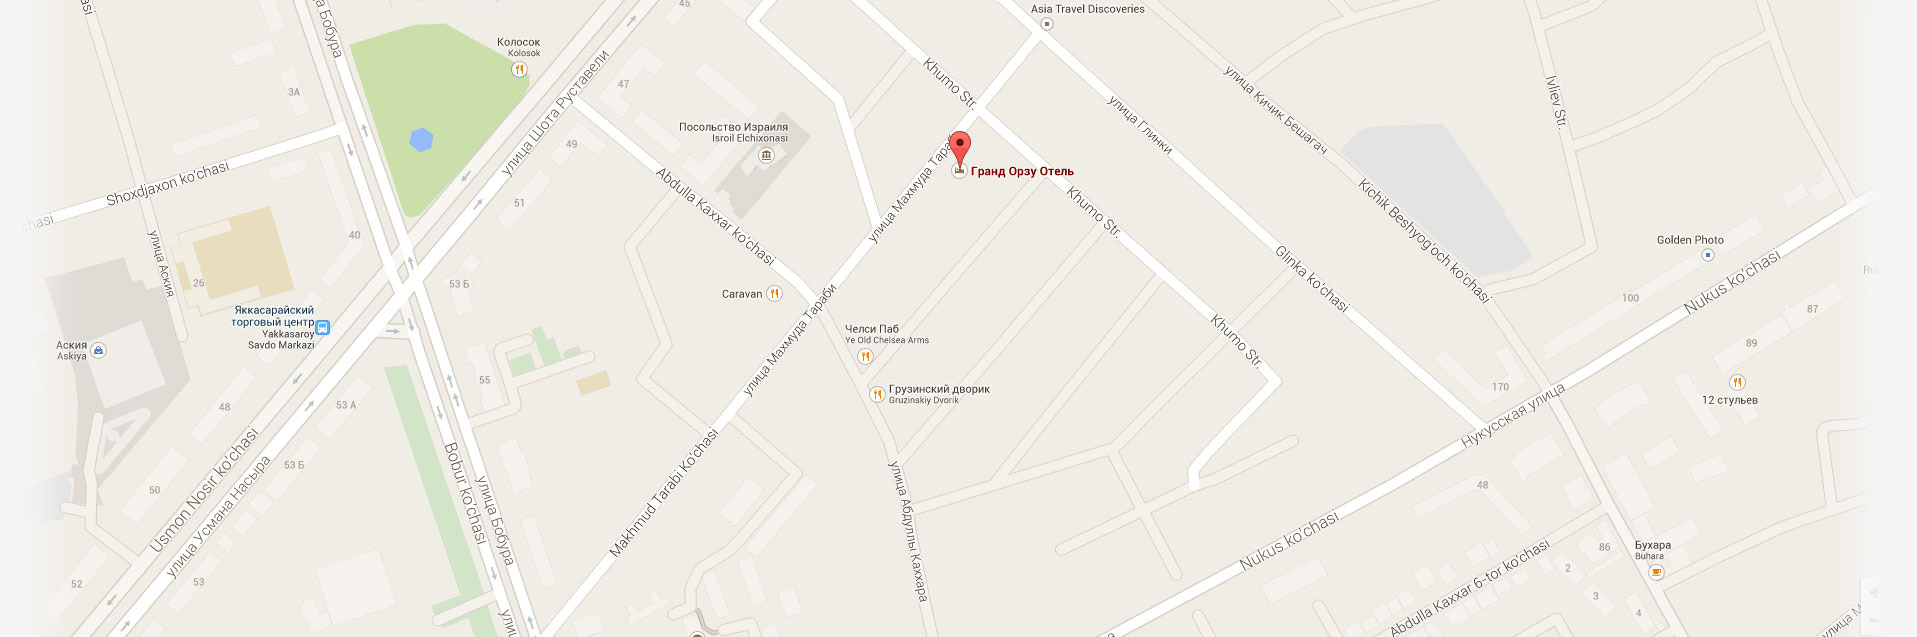 Asia Travel Discoveries
улица Бобура
45
Колосок
Kolosok
улица Шота Руставели
3А
47
49
51
Khumo Str.
улица Глинки
улица Кичик Бешагач
Ivliev Str.
Посольство Израиля
Isroil Elchixonasi
Shoxdjaxon ko'chasi
Abdulla Kaxxar ko'chasi
улица Махмуда Тараби
Гранд Орзу Отель
Khumo Str.
Kichik Beshyog'och ko'chasi
Glinka ko'chasi
Golden Photo
Nukus ko'chasi
улица Аския
40
26
53 Б
Яккасарайский
торговый центр
Yakkasaroy
Savdo Markazi
Аския
Askiya
Caravan
улица Махмуда Тараби
Челси Паб
Ye Old Chelsea Arms
Грузинский дворик
Gruzinskiy Dvorik
Khumo Str.
100
87
89
170
12 стульев
Нукусская улица
48
53 А
55
53 Б
50
52
53
Usmon Nosir ko'chasi
улица Усмана Насыра
Bobur ko'chasi
улица Бобура
Makhmud Tarabi Ko'chasi
улица Абдуллы Каххара
Nukus ko'chasi
48
Abdulla Kaxxar 6-tor ko'chasi
86
2
3
4
Бухара
Buhara